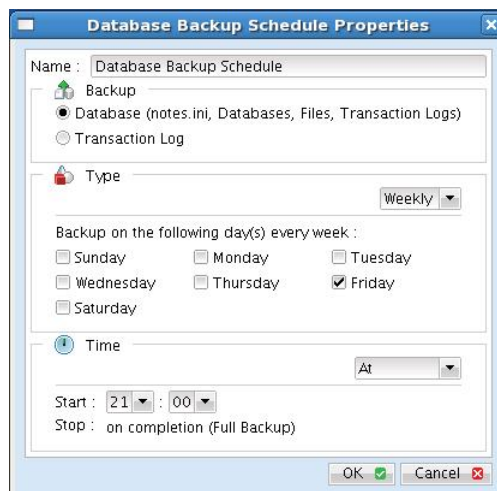 Database Backup Schedule Properties
Name : Database Backup Schedule
Backup
Database (notes.ini, Databases, Files, Transaction Logs)
Transaction Log
Type
Weekly
Backup on the following day(s) every week :
Sunday Monday Tuesday
Wednesday Thursday Friday
Saturday
Time
At
Start : 21 : 00
Stop : on completion (Full Backup)
OK Cancel